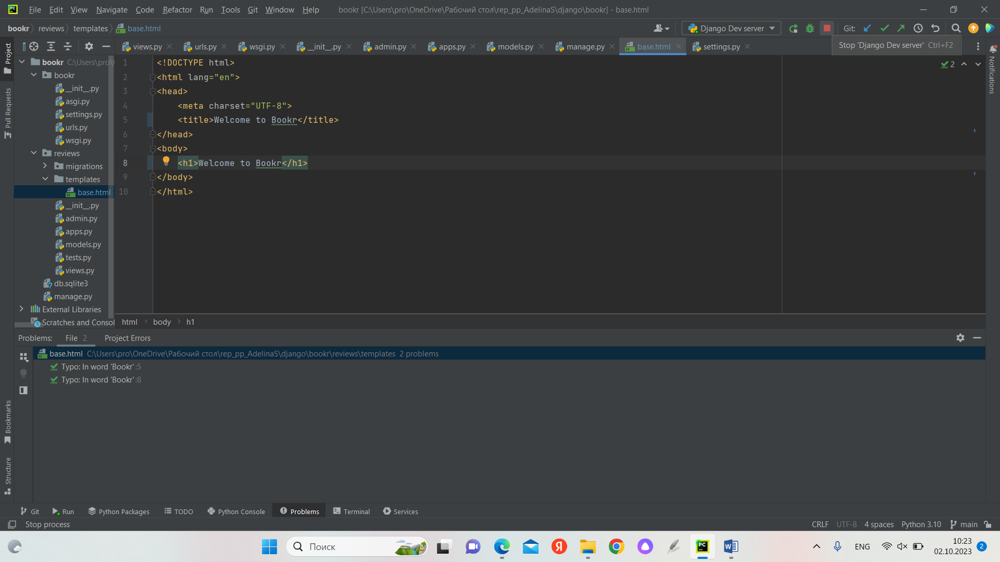 File Edit View Navigate Code Refactor Run Tools Git Window Help bookr [C:\Users\pro\OneDrive\Рабочий стол\rep_pp_AdelinaS\django\bookr] - base.html
bookr reviews templates base.html Django Dev server Git:
views.py urls.py wsgi.py __init__.py admin.py apps.py models.py manage.py base.html settings.py
Stop 'Django Dev server' Ctrl+F2
Project
Pull Requests
Bookmarks
Structure
Notifications
bookr C:\Users\pro\
bookr
__init__.py
asgi.py
settings.py
urls.py
wsgi.py
reviews
migrations
templates
base.html
__init__.py
admin.py
apps.py
models.py
tests.py
views.py
db.sqlite3
manage.py
External Libraries
Scratches and Consol
2
1 <!DOCTYPE html>
2 <html lang="en">
3 <head>
4 <meta charset="UTF-8">
5 <title>Welcome to Bookr</title>
6 </head>
7 <body>
8 <h1>Welcome to Bookr</h1>
9 </body>
10 </html>
html body h1
Problems: File 2 Project Errors
base.html C:\Users\pro\OneDrive\Рабочий стол\rep_pp_AdelinaS\django\bookr\reviews\templates 2 problems
Typo: In word 'Bookr' :5
Typo: In word 'Bookr' :8
Git Run Python Packages TODO Python Console Problems Terminal Services
Stop process CRLF UTF-8 4 spaces Python 3.10 main
Поиск ENG 10:23
02.10.2023 2